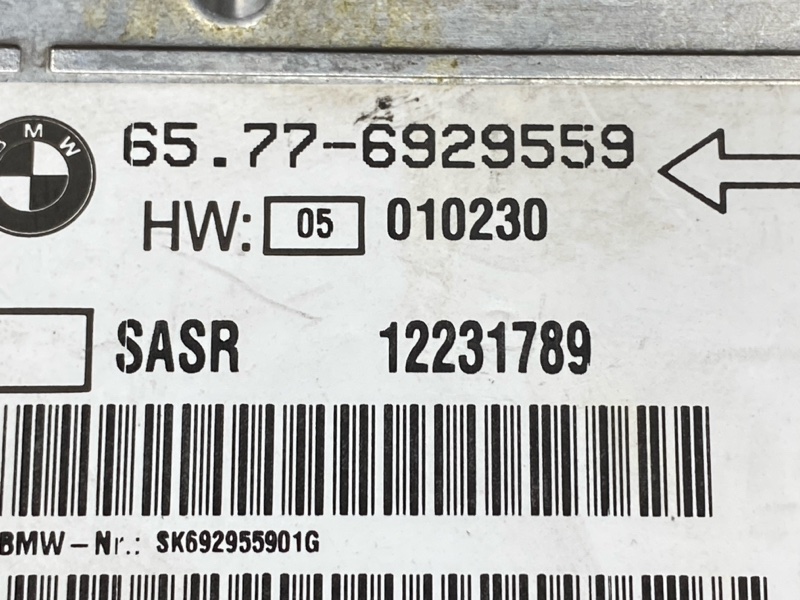 BMW
65.77-6929559
HW: 05 010230
SASR 12231789
BMW-Nr.: SK692955901G